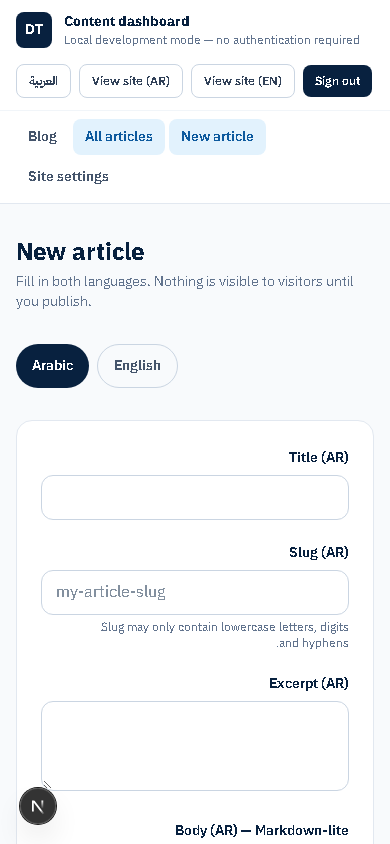 DT
Content dashboard
Local development mode — no authentication required
العربية
View site (AR)
View site (EN)
Sign out
Blog
All articles
New article
Site settings
New article
Fill in both languages. Nothing is visible to visitors until
you publish.
Arabic
English
Title (AR)
Slug (AR)
my-article-slug
Slug may only contain lowercase letters, digits
.and hyphens
Excerpt (AR)
N
Body (AR) — Markdown-lite